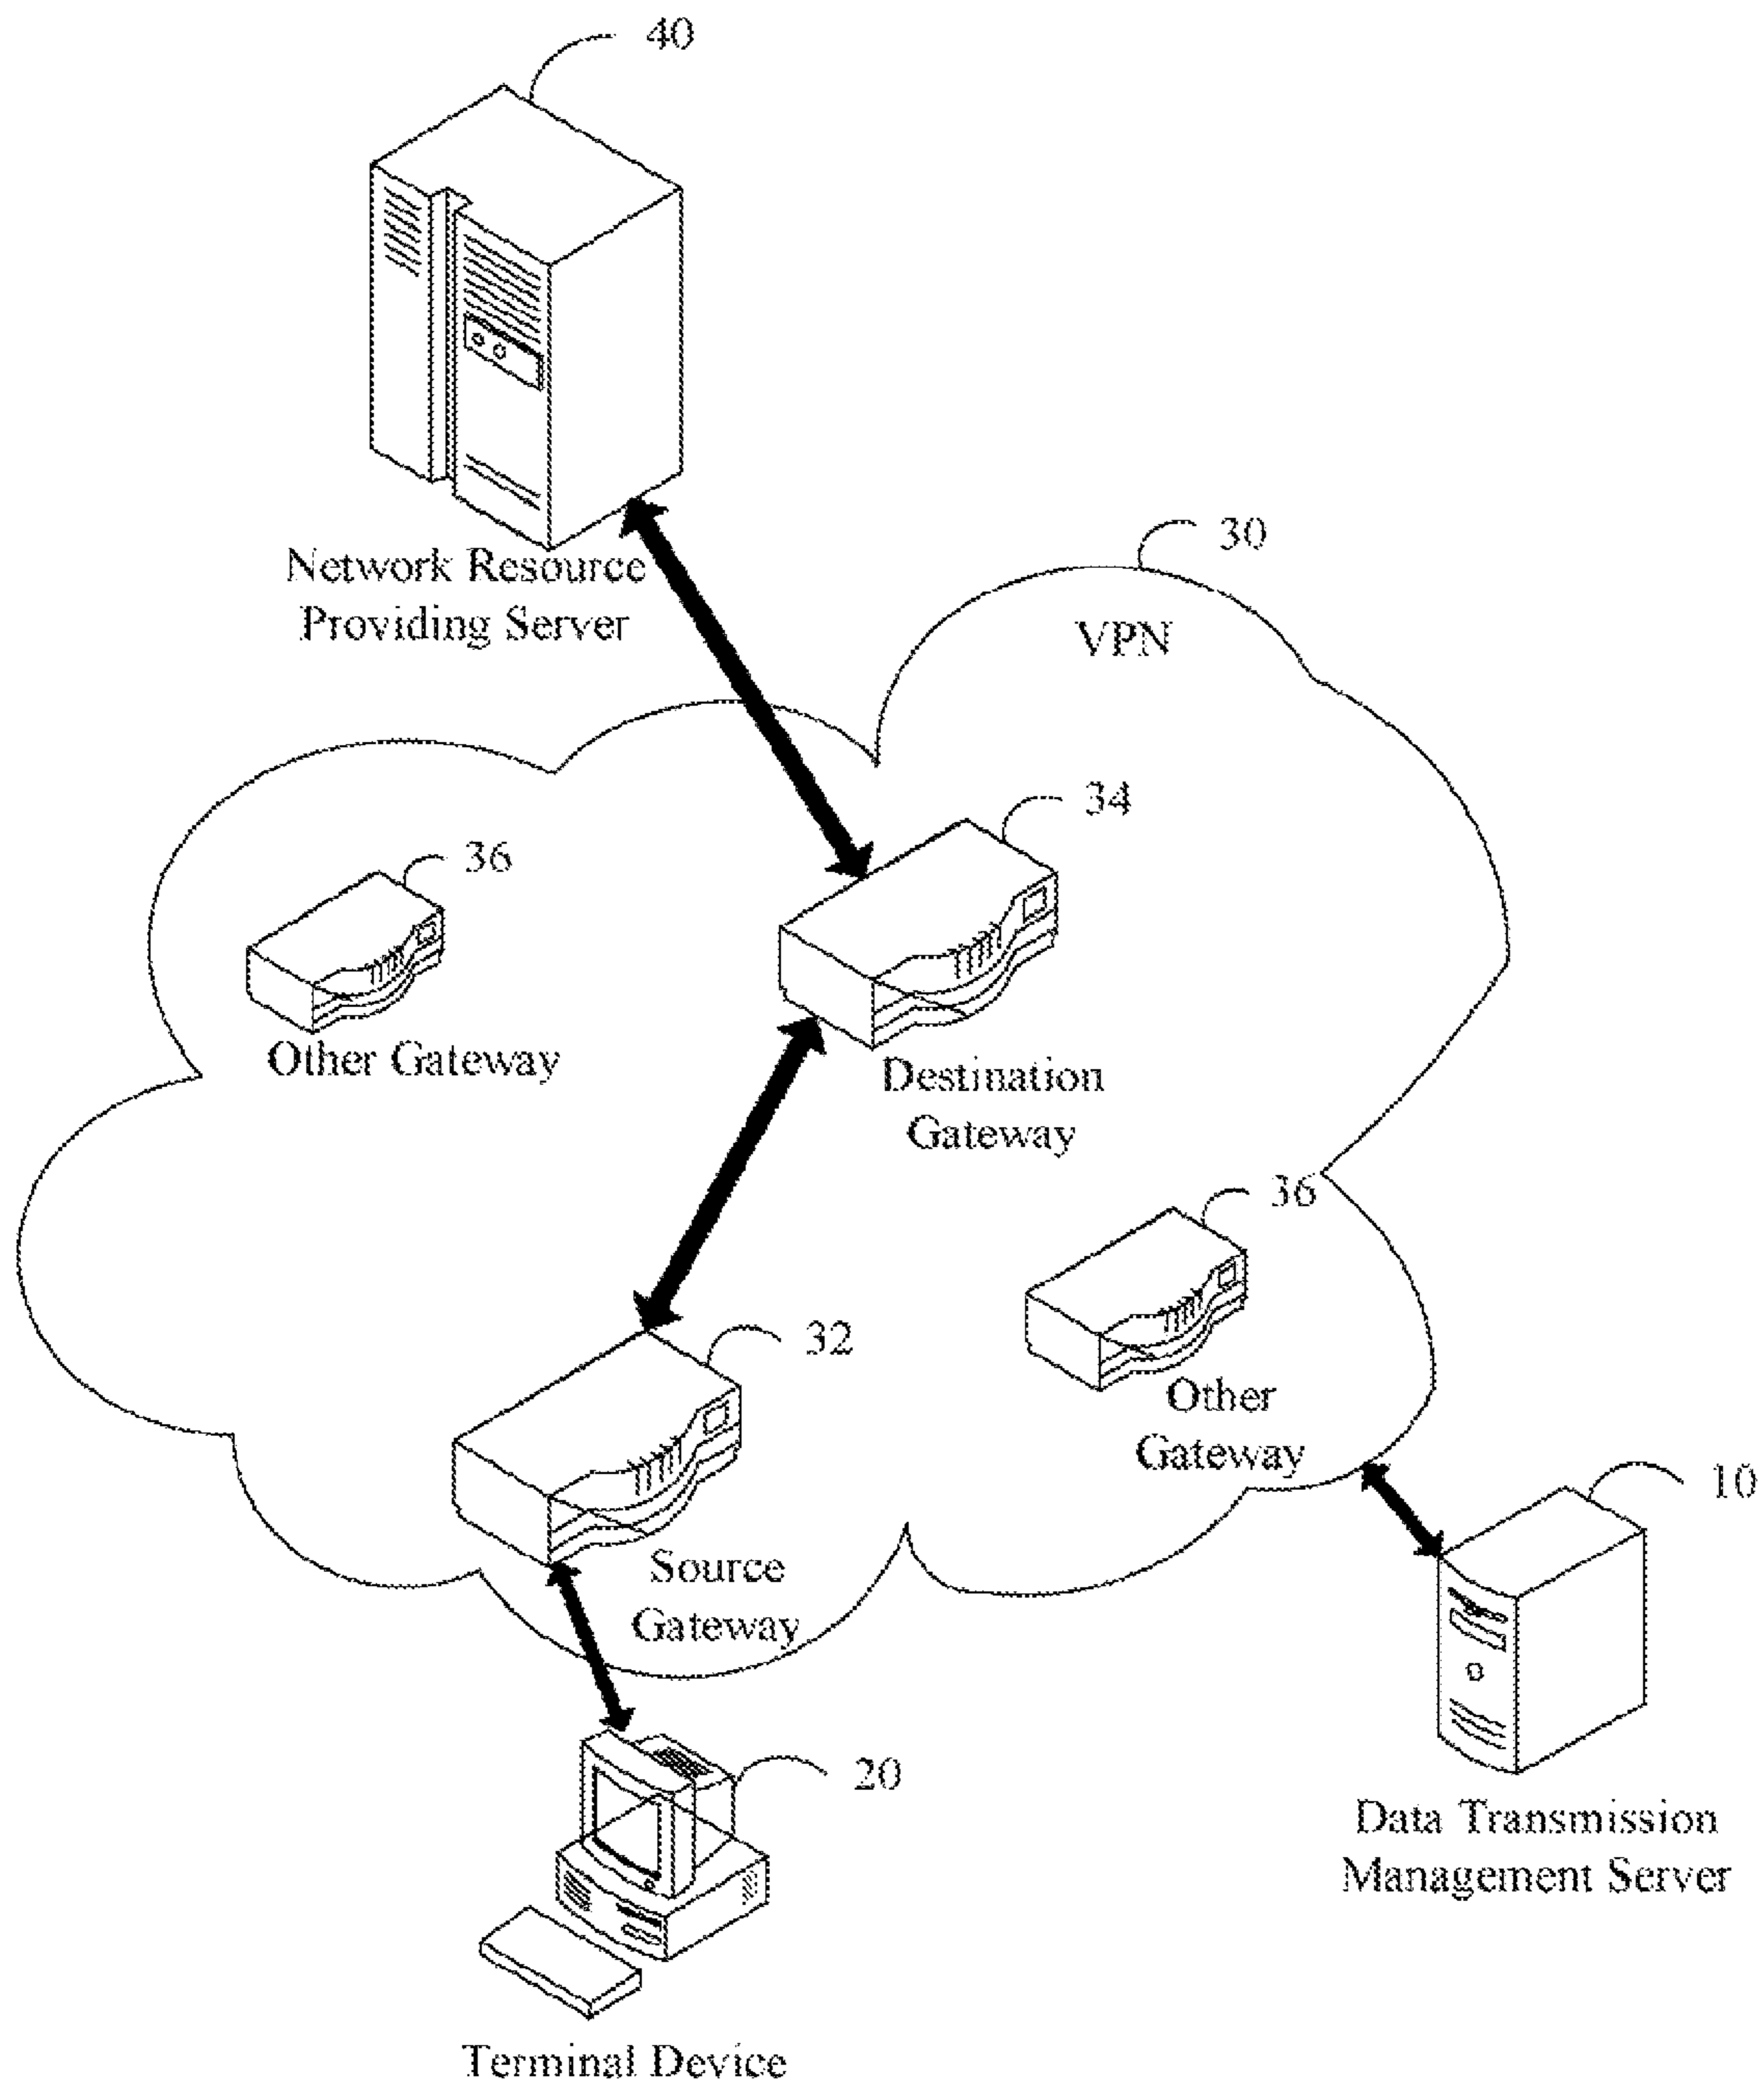 40
Network Resource
Providing Server
30
VPN
34
36
Other Gateway
Destination
Gateway
36
32
Other
Gateway
10
Source
Gateway
20
Data Transmission
Management Server
Terminal Device